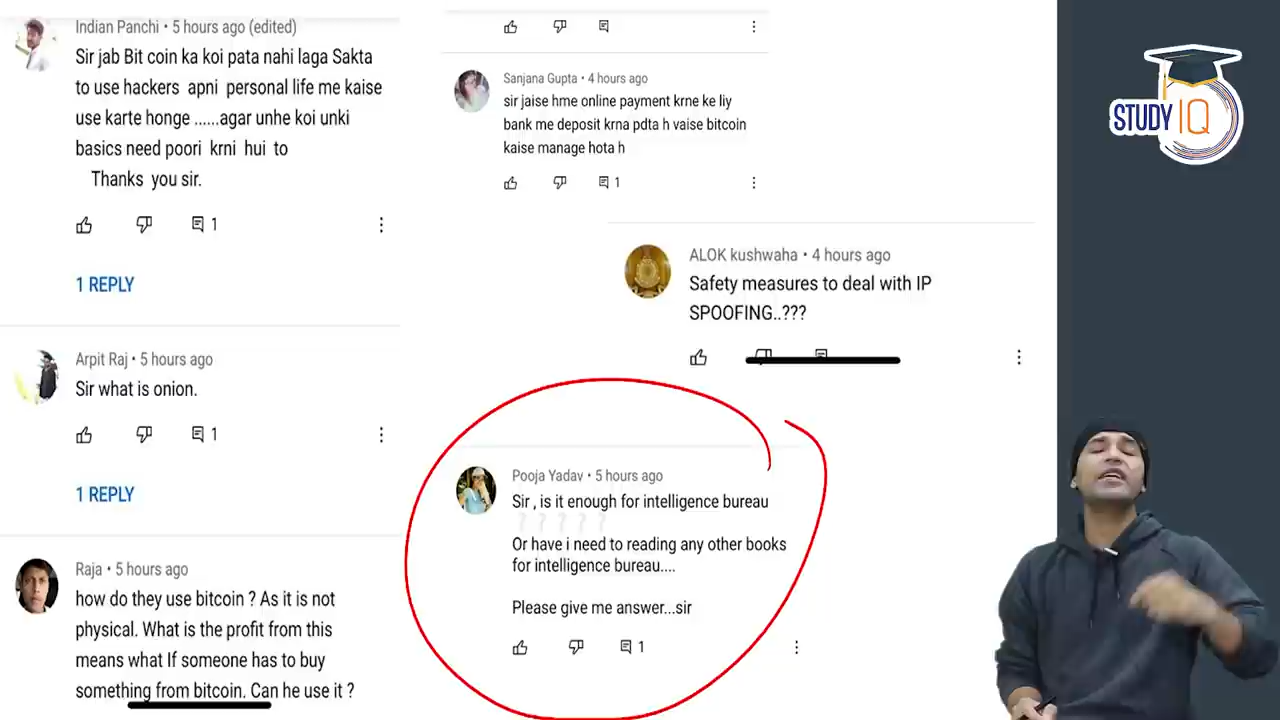 Indian Panchi • 5 hours ago (edited)
Sir jab Bit coin ka koi pata nahi laga Sakta
to use hackers apni personal life me kaise
use karte honge ......agar unhe koi unki
basics need poori krni hui to
Thanks you sir.
1
1 REPLY
Arpit Raj • 5 hours ago
Sir what is onion.
1
1 REPLY
Raja • 5 hours ago
how do they use bitcoin ? As it is not
physical. What is the profit from this
means what If someone has to buy
something from bitcoin. Can he use it ?
Sanjana Gupta • 4 hours ago
sir jaise hme online payment krne ke liy
bank me deposit krna pdta h vaise bitcoin
kaise manage hota h
1
ALOK kushwaha • 4 hours ago
Safety measures to deal with IP
SPOOFING..???
Pooja Yadav • 5 hours ago
Sir , is it enough for intelligence bureau
? ? ? ? ?
Or have i need to reading any other books
for intelligence bureau....
Please give me answer...sir
1
STUDY IQ